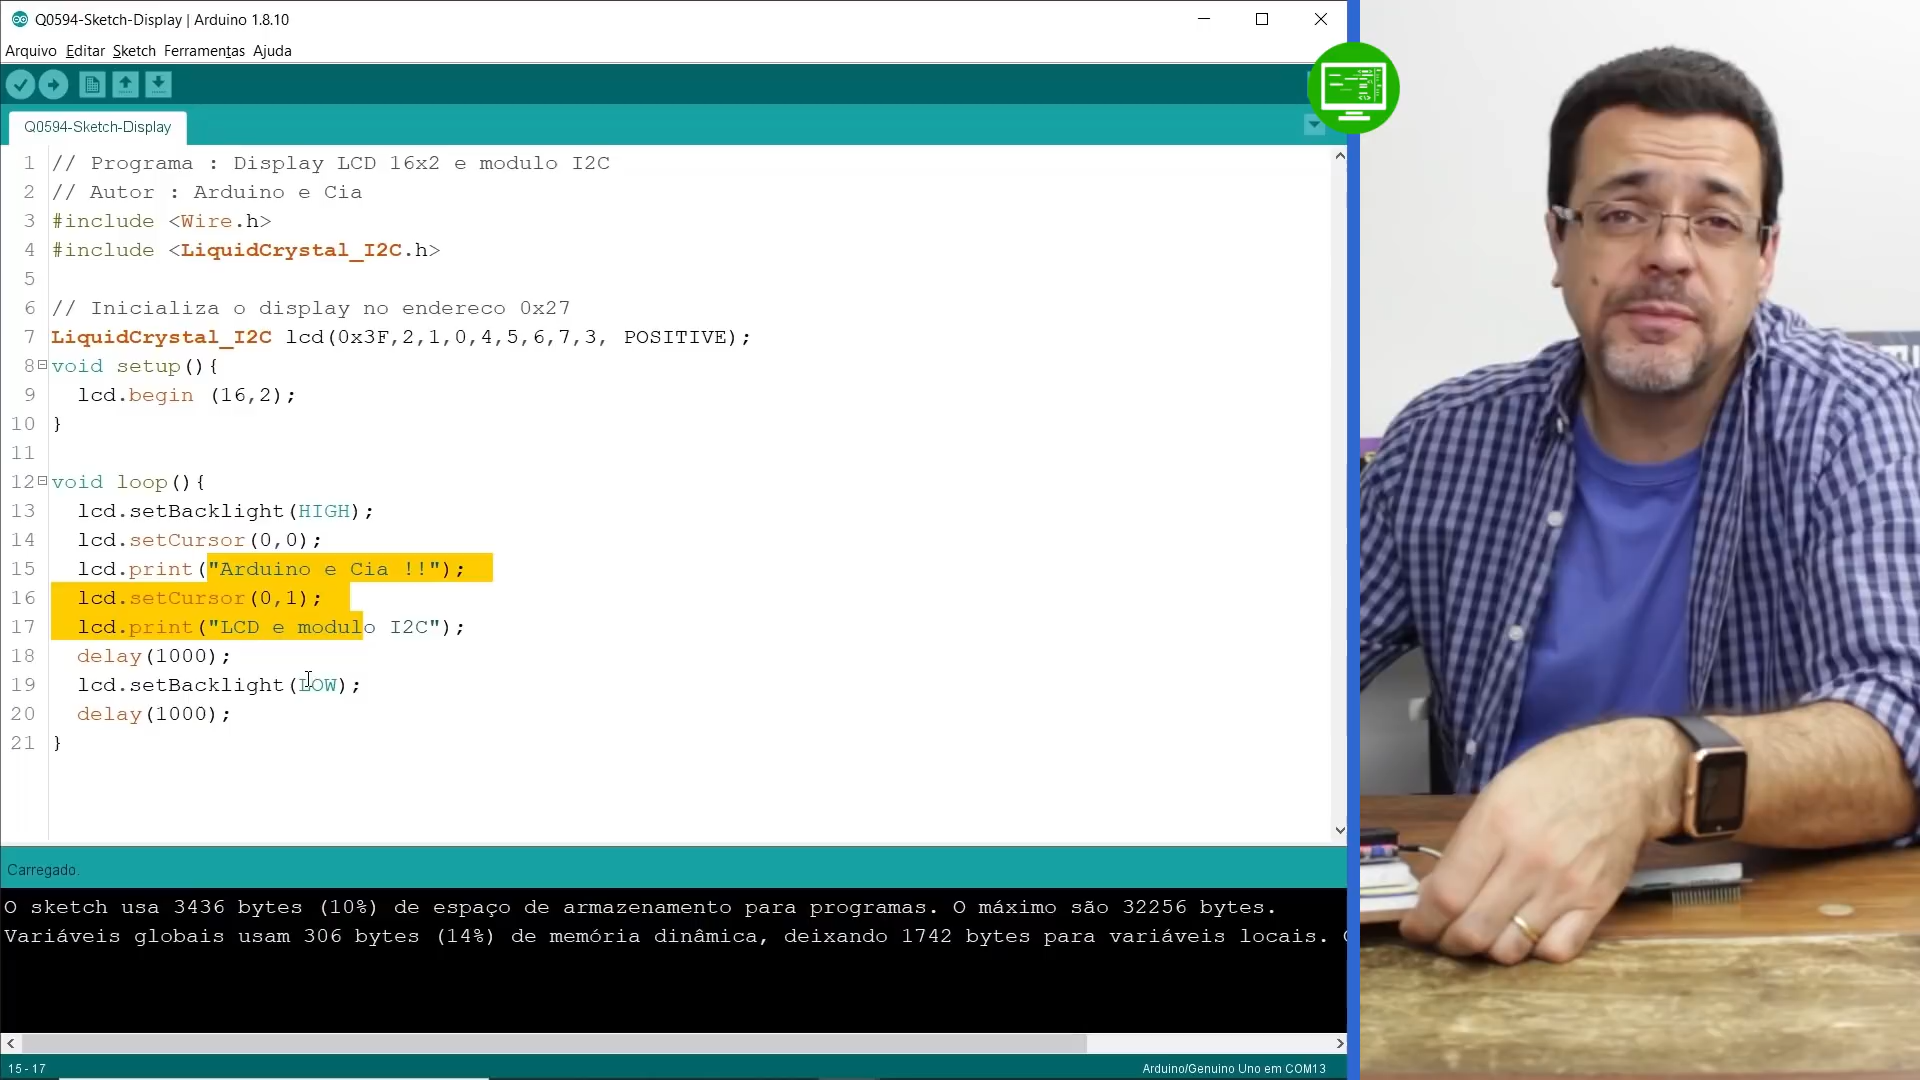 Q0594-Sketch-Display | Arduino 1.8.10
Arquivo Editar Sketch Ferramentas Ajuda
Q0594-Sketch-Display
1 // Programa : Display LCD 16x2 e modulo I2C
2 // Autor : Arduino e Cia
3 #include <Wire.h>
4 #include <LiquidCrystal_I2C.h>
5
6 // Inicializa o display no endereco 0x27
7 LiquidCrystal_I2C lcd(0x3F,2,1,0,4,5,6,7,3, POSITIVE);
8 void setup(){
9 lcd.begin (16,2);
10 }
11
12 void loop(){
13 lcd.setBacklight(HIGH);
14 lcd.setCursor(0,0);
15 lcd.print("Arduino e Cia !!");
16 lcd.setCursor(0,1);
17 lcd.print("LCD e modulo I2C");
18 delay(1000);
19 lcd.setBacklight(LOW);
20 delay(1000);
21 }
Carregado.
O sketch usa 3436 bytes (10%) de espaço de armazenamento para programas. O máximo são 32256 bytes.
Variáveis globais usam 306 bytes (14%) de memória dinâmica, deixando 1742 bytes para variáveis locais.
15 - 17
Arduino/Genuino Uno em COM13